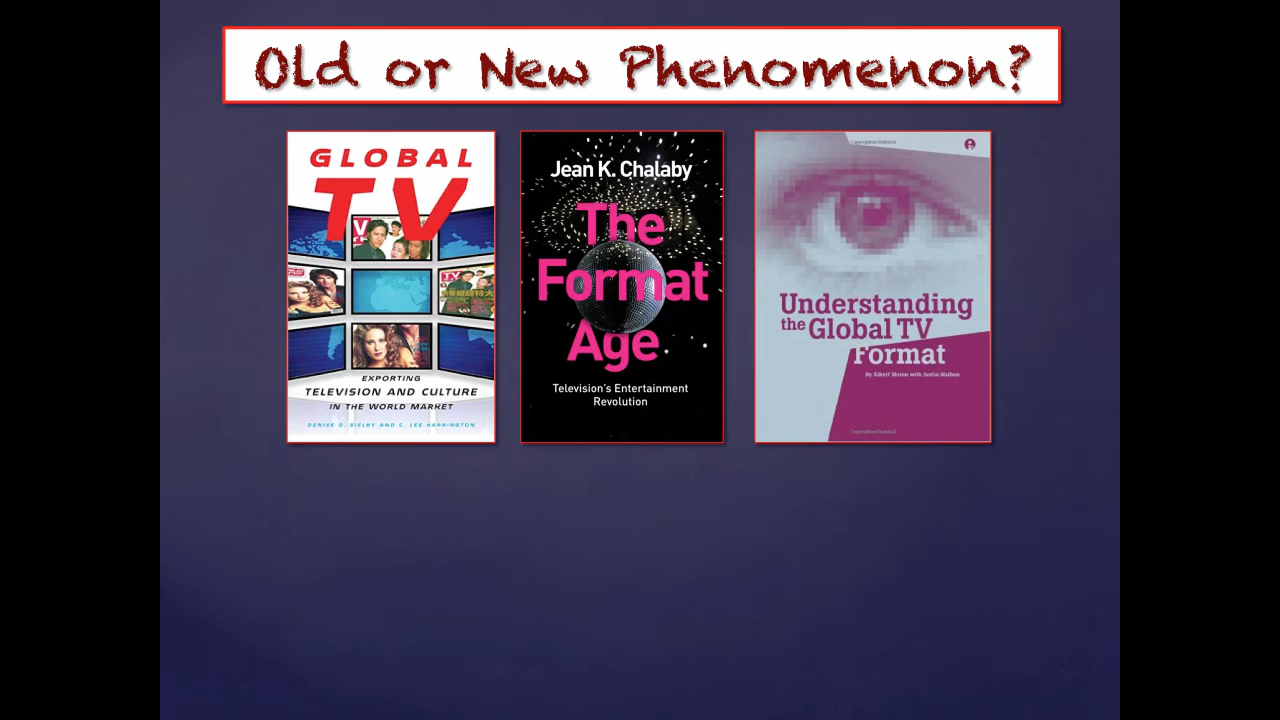 Old or New Phenomenon?
GLOBAL
TV
EXPORTING
TELEVISION AND CULTURE
IN THE WORLD MARKET
DENISE D. BIELBY AND C. LEE HARRINGTON
Jean K. Chalaby
The
Format
Age
Television's Entertainment
Revolution
Understanding
the Global TV
Format
By Albert Moran with Justin Malbon
Copyrighted Material